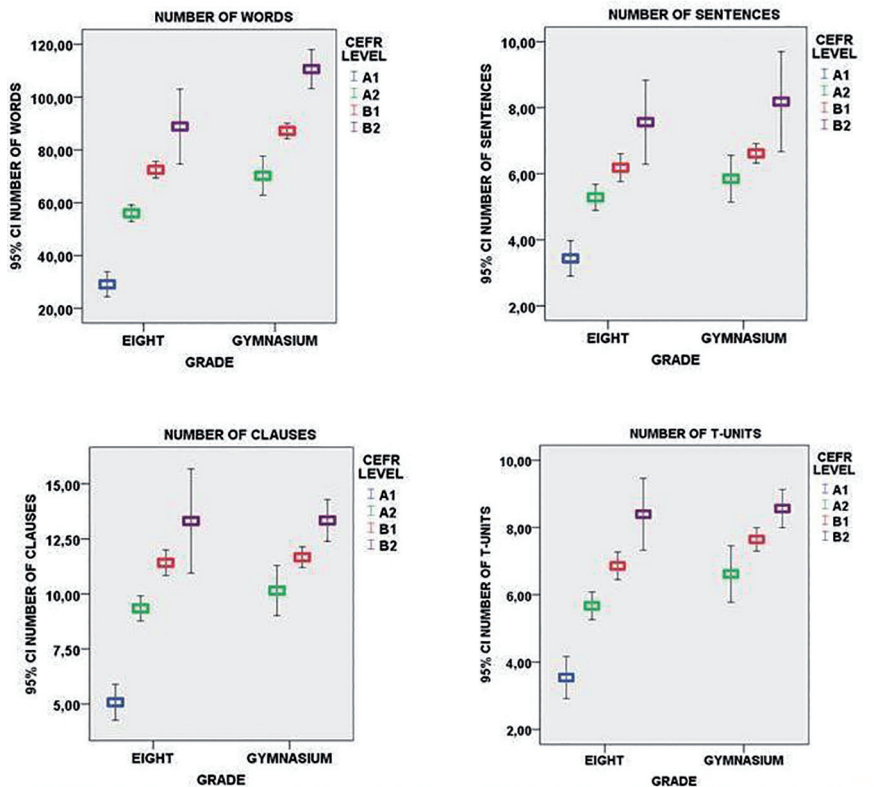 NUMBER OF WORDS
120,00
100,00
80,00
60,00
40,00
20,00
95% CI NUMBER OF WORDS
EIGHT
GYMNASIUM
GRADE
CEFR
LEVEL
A1
A2
B1
B2
NUMBER OF SENTENCES
10,00
8,00
6,00
4,00
2,00
95% CI NUMBER OF SENTENCES
EIGHT
GYMNASIUM
GRADE
CEFR
LEVEL
A1
A2
B1
B2
NUMBER OF CLAUSES
15,00
12,50
10,00
7,50
5,00
95% CI NUMBER OF CLAUSES
EIGHT
GYMNASIUM
GRADE
CEFR
LEVEL
A1
A2
B1
B2
NUMBER OF T-UNITS
10,00
8,00
6,00
4,00
2,00
95% CI NUMBER OF T-UNITS
EIGHT
GYMNASIUM
GRADE
CEFR
LEVEL
A1
A2
B1
B2